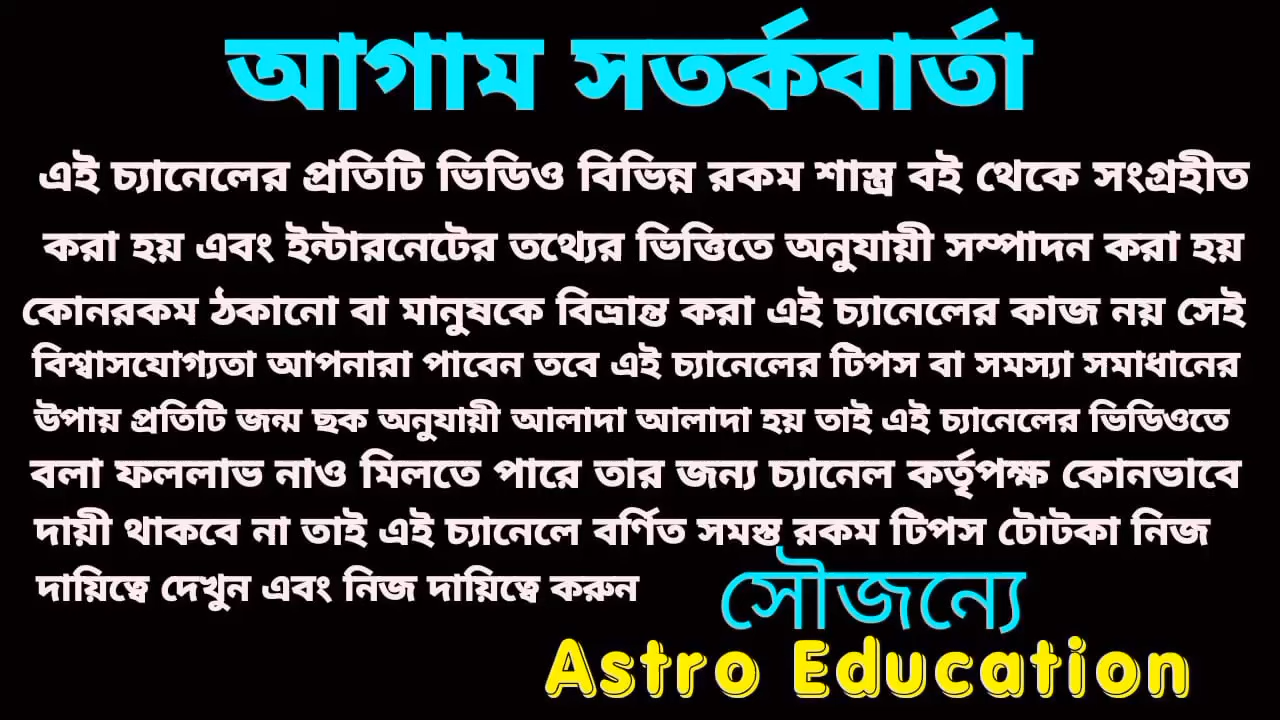 আগাম সতর্কবার্তা
এই চ্যানেলের প্রতিটি ভিডিও বিভিন্ন রকম শাস্ত্র বই থেকে সংগ্রহীত
করা হয় এবং ইন্টারনেটের তথ্যের ভিত্তিতে অনুযায়ী সম্পাদন করা হয়
কোনরকম ঠকানো বা মানুষকে বিভ্রান্ত করা এই চ্যানেলের কাজ নয় সেই
বিশ্বাসযোগ্যতা আপনারা পাবেন তবে এই চ্যানেলের টিপস বা সমস্যা সমাধানের
উপায় প্রতিটি জন্ম ছক অনুযায়ী আলাদা আলাদা হয় তাই এই চ্যানেলের ভিডিওতে
বলা ফললাভ নাও মিলতে পারে তার জন্য চ্যানেল কর্তৃপক্ষ কোনভাবে
দায়ী থাকবে না তাই এই চ্যানেলে বর্ণিত সমস্ত রকম টিপস টোটকা নিজ
দায়িত্বে দেখুন এবং নিজ দায়িত্বে করুন
সৌজন্যে
Astro Education